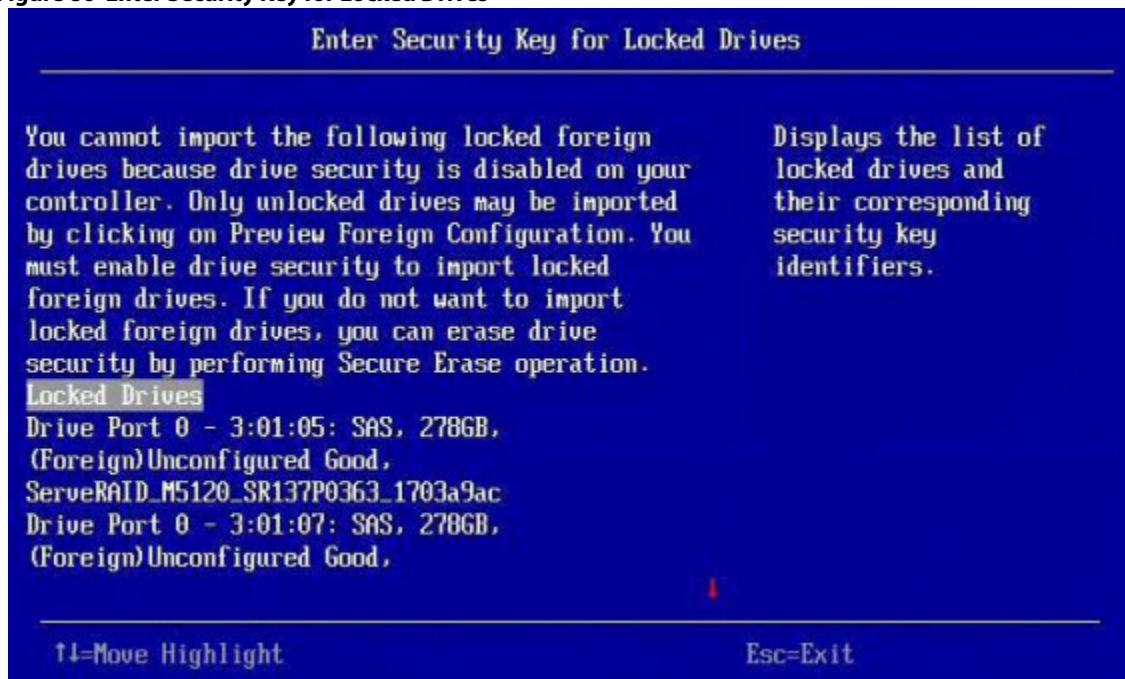 Enter Security Key for Locked Drives
You cannot import the following locked foreign
drives because drive security is disabled on your
controller. Only unlocked drives may be imported
by clicking on Preview Foreign Configuration. You
must enable drive security to import locked
foreign drives. If you do not want to import
locked foreign drives, you can erase drive
security by performing Secure Erase operation.
Locked Drives
Drive Port 0 - 3:01:05: SAS, 278GB,
(Foreign)Unconfigured Good,
ServeRAID_M5120_SR137P0363_1703a9ac
Drive Port 0 - 3:01:07: SAS, 278GB,
(Foreign)Unconfigured Good,
Displays the list of
locked drives and
their corresponding
security key
identifiers.
↑↓=Move Highlight
Esc=Exit